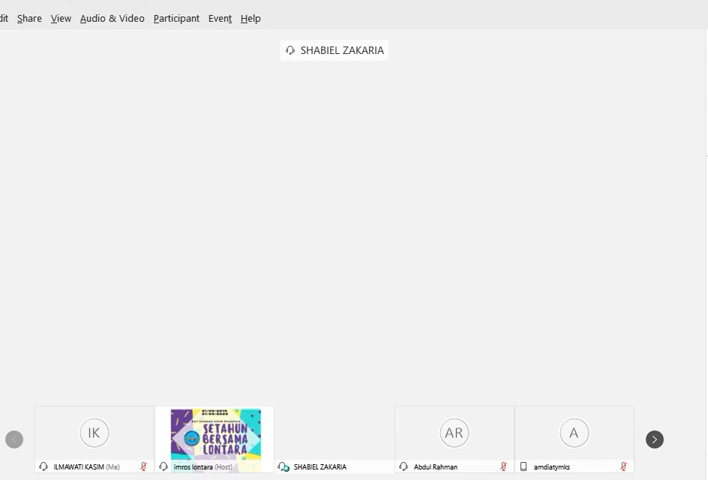 dit Share View Audio & Video Participant Event Help
SHABIEL ZAKARIA
IK
SETAHUN
BERSAMA
LONTARA
AR
A
ILMAWATI KASIM (Me)
imros lontara (Host)
SHABIEL ZAKARIA
Abdul Rahman
amdiatymks